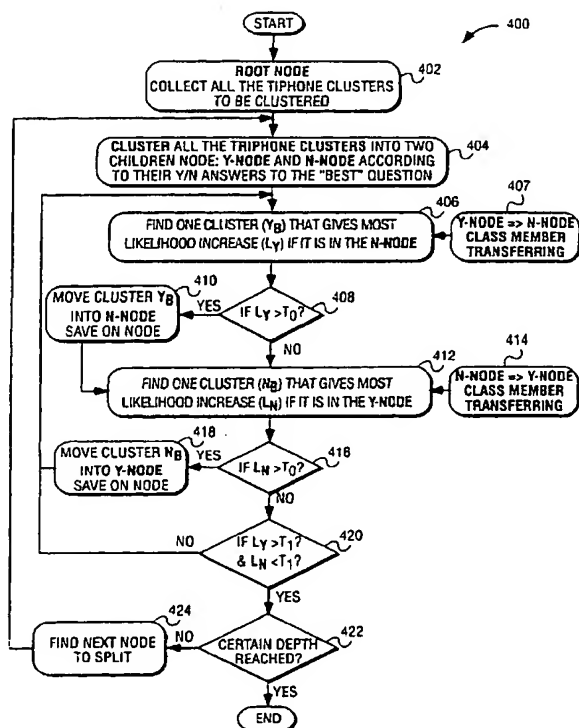 START
400
ROOT NODE
COLLECT ALL THE TIPHONE CLUSTERS
TO BE CLUSTERED
402
CLUSTER ALL THE TRIPHONE CLUSTERS INTO TWO
CHILDREN NODE: Y-NODE AND N-NODE ACCORDING
TO THEIR Y/N ANSWERS TO THE "BEST" QUESTION
404
406
407
FIND ONE CLUSTER (YB) THAT GIVES MOST
LIKELIHOOD INCREASE (LY) IF IT IS IN THE N-NODE
Y-NODE => N-NODE
CLASS MEMBER
TRANSFERRING
410
MOVE CLUSTER YB
INTO N-NODE
SAVE ON NODE
YES
IF LY >T0?
408
NO
412
414
FIND ONE CLUSTER (NB) THAT GIVES MOST
LIKELIHOOD INCREASE (LN) IF IT IS IN THE Y-NODE
N-NODE => Y-NODE
CLASS MEMBER
TRANSFERRING
418
MOVE CLUSTER NB
INTO Y-NODE
SAVE ON NODE
YES
IF LN >T0?
416
NO
NO
IF LY >T1?
& LN <T1?
420
YES
424
FIND NEXT NODE
TO SPLIT
NO
CERTAIN DEPTH
REACHED?
422
YES
END